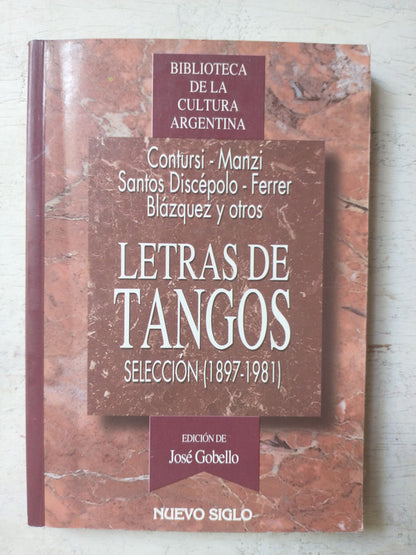 BIBLIOTECA
DE LA
CULTURA
ARGENTINA
Contursi - Manzi
Santos Discépolo - Ferrer
Blázquez y otros
LETRAS DE
TANGOS
SELECCIÓN (1897-1981)
EDICIÓN DE
José Gobello
NUEVO SIGLO